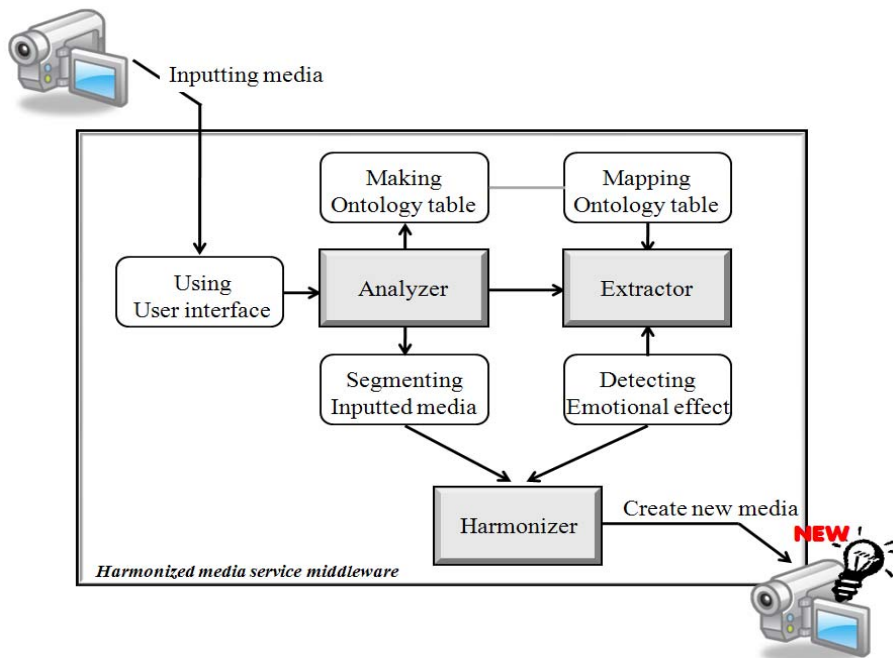 Inputting media
Making
Ontology table
Mapping
Ontology table
Using
User interface
Analyzer
Extractor
Segmenting
Inputted media
Detecting
Emotional effect
Harmonizer
Create new media
NEW
Harmonized media service middleware